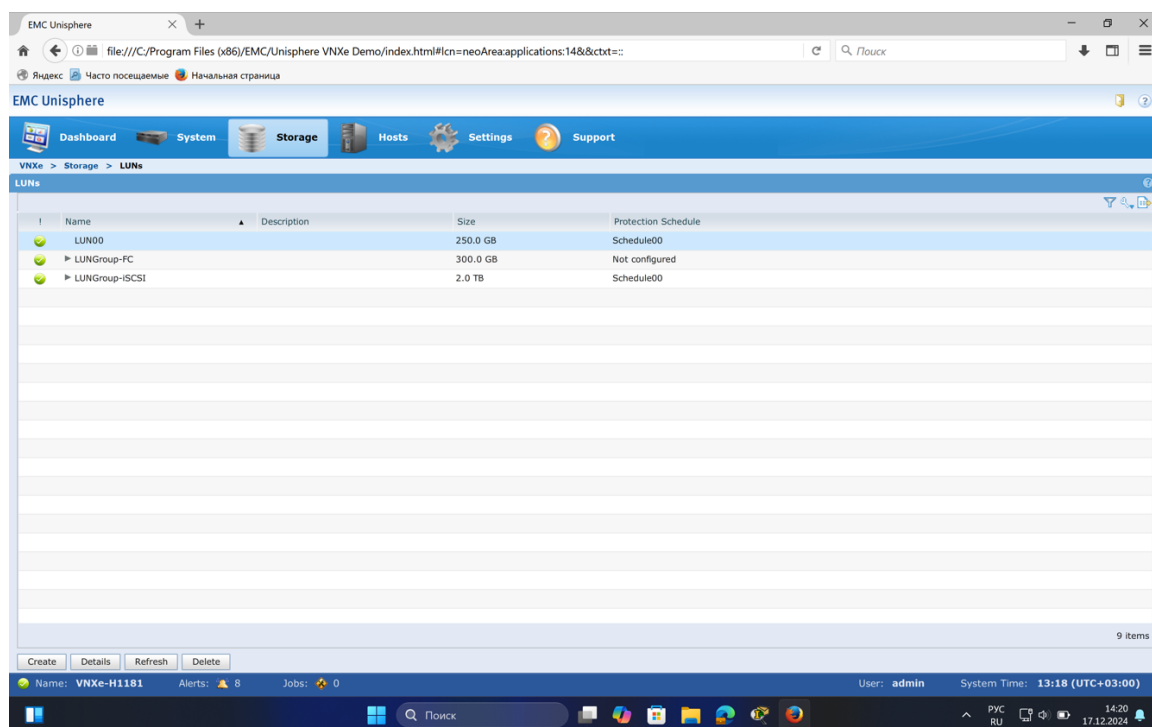 EMC Unisphere
file:///C:/Program Files (x86)/EMC/Unisphere VNXe Demo/index.html#lcn=neoArea:applications:14&&ctxt=:: Поиск
Яндекс Часто посещаемые Начальная страница
EMC Unisphere
Dashboard System Storage Hosts Settings Support
VNXe > Storage > LUNs
LUNs
! Name Description Size Protection Schedule
LUN00 250.0 GB Schedule00
LUNGroup-FC 300.0 GB Not configured
LUNGroup-iSCSI 2.0 TB Schedule00
9 items
Create Details Refresh Delete
Name: VNXe-H1181 Alerts: 8 Jobs: 0 User: admin System Time: 13:18 (UTC+03:00)
Поиск РУС 14:20
RU 17.12.2024